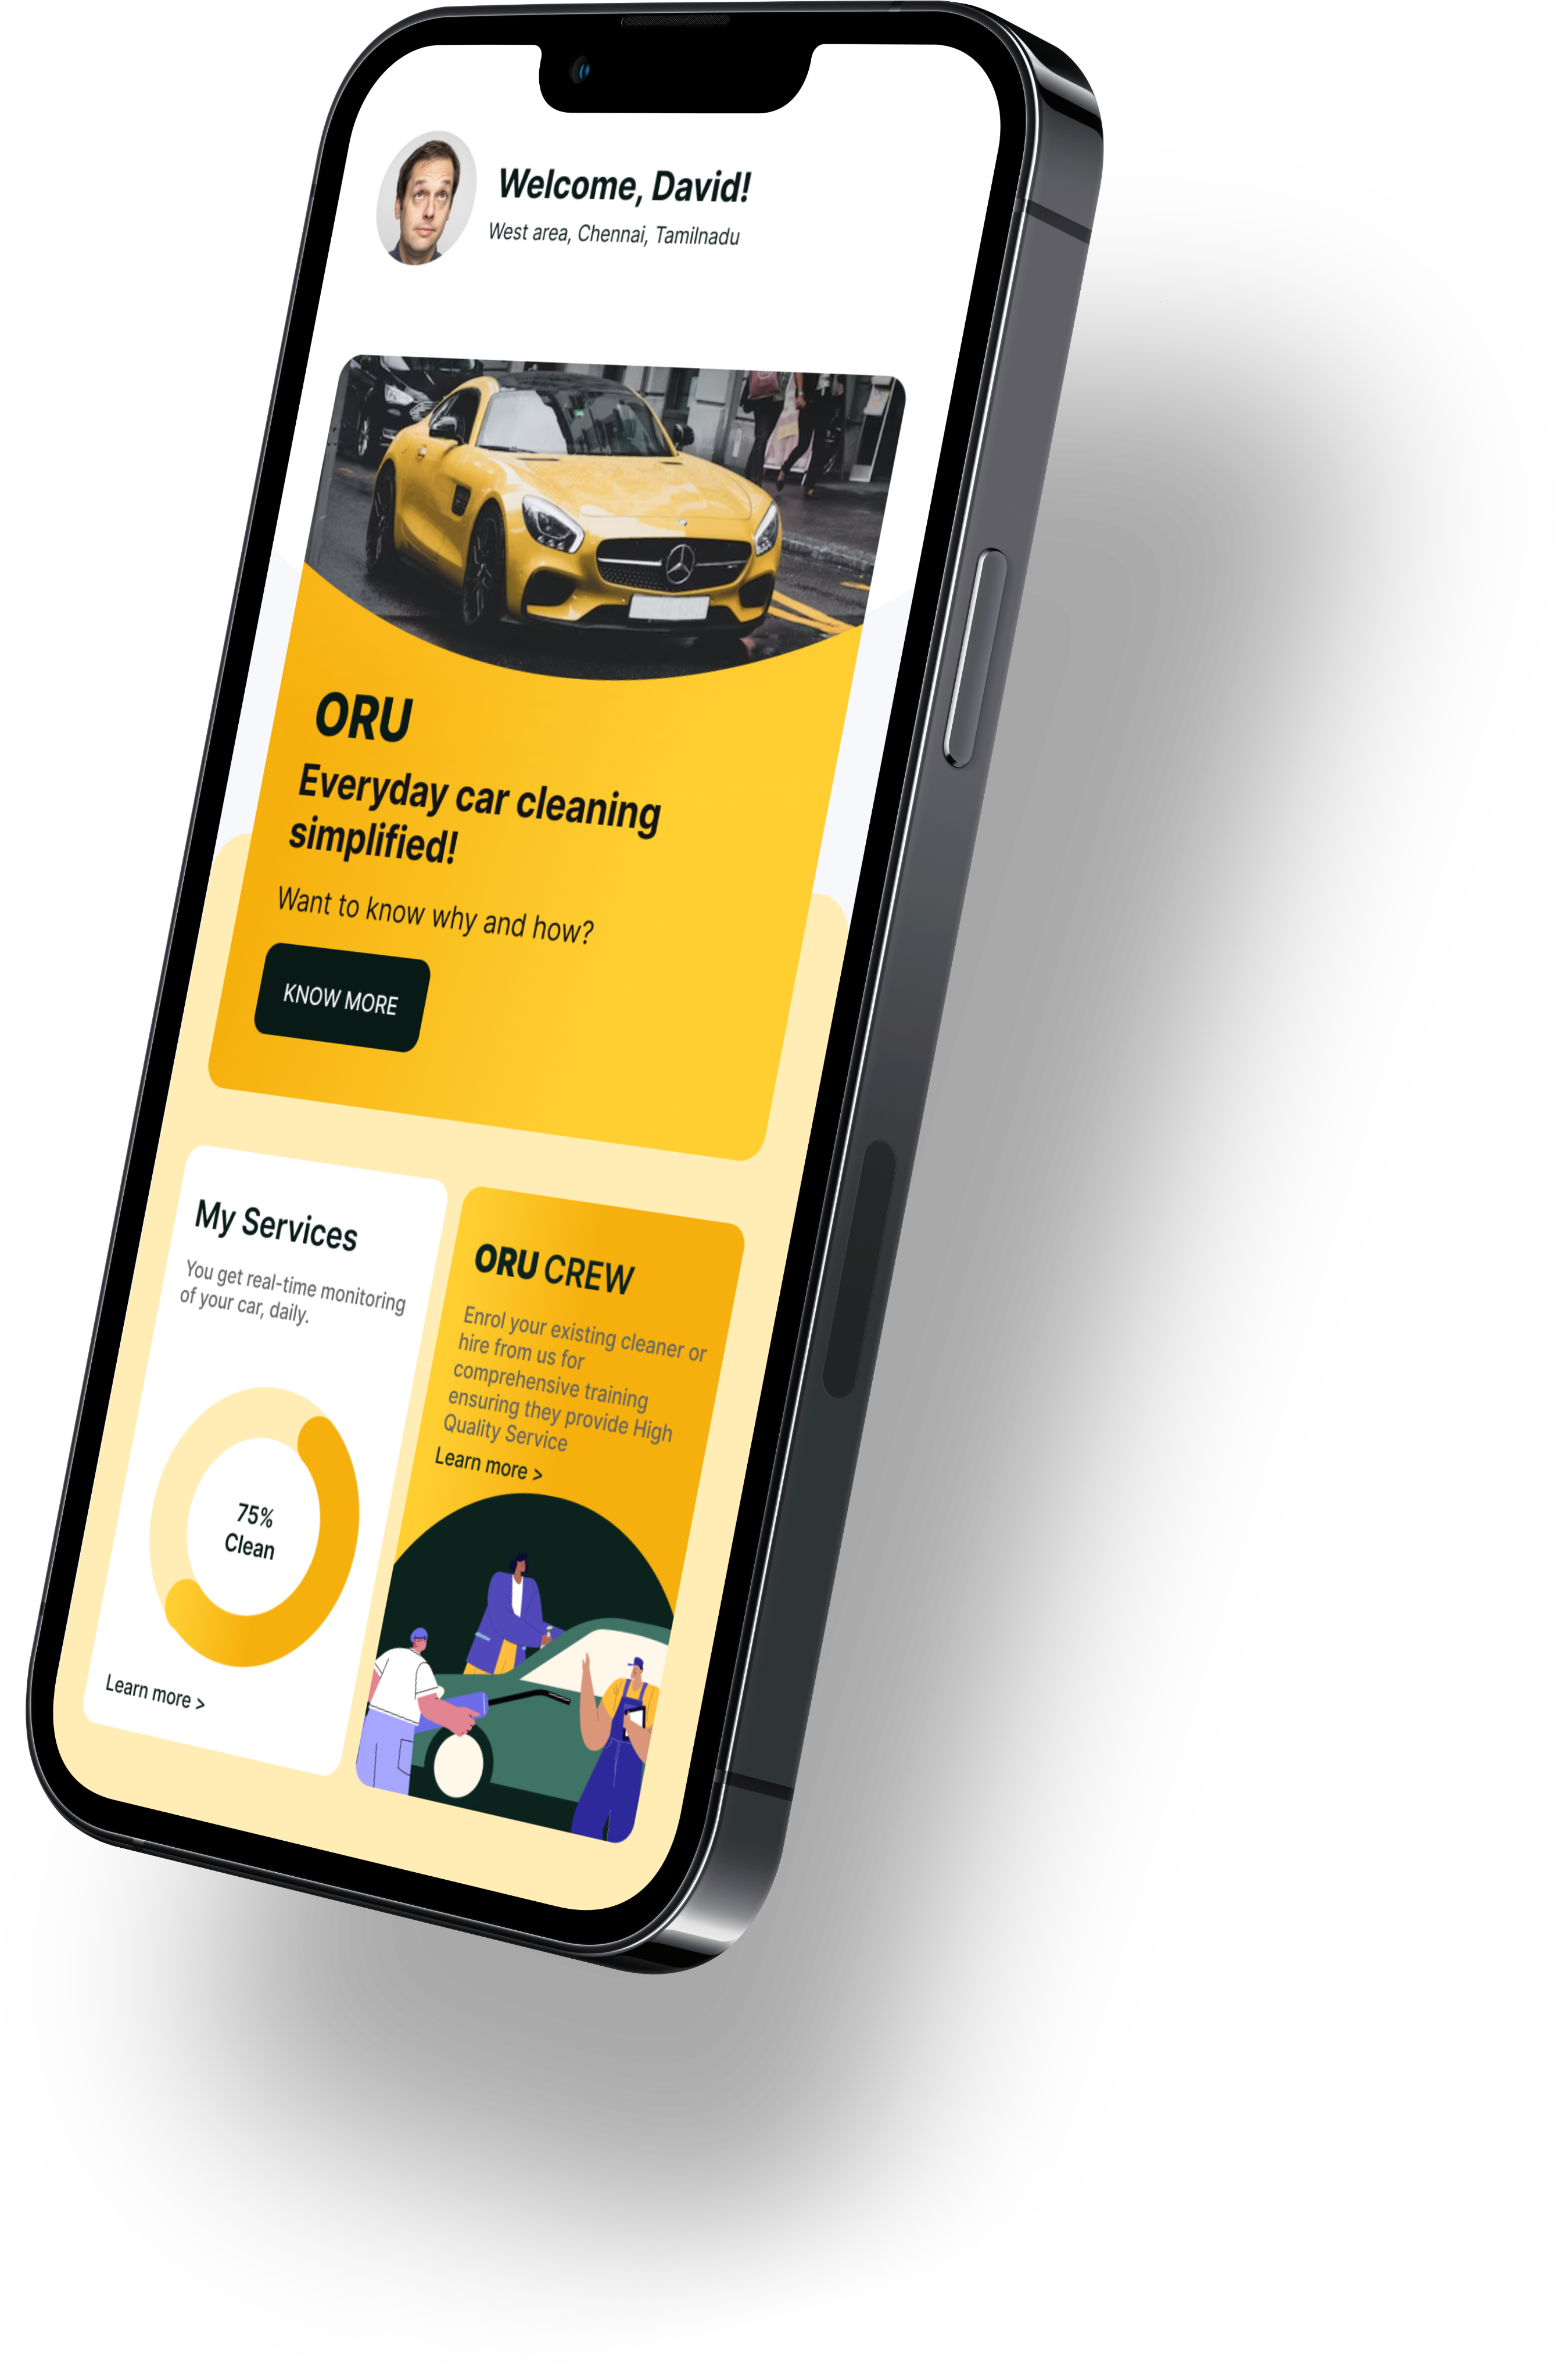 Welcome, David!
West area, Chennai, Tamilnadu
ORU
Everyday car cleaning
simplified!
Want to know why and how?
KNOW MORE
My Services
You get real-time monitoring
of your car, daily.
75%
Clean
Learn more >
ORU CREW
Enrol your existing cleaner or
hire from us for
comprehensive training
ensuring they provide High
Quality Service
Learn more >